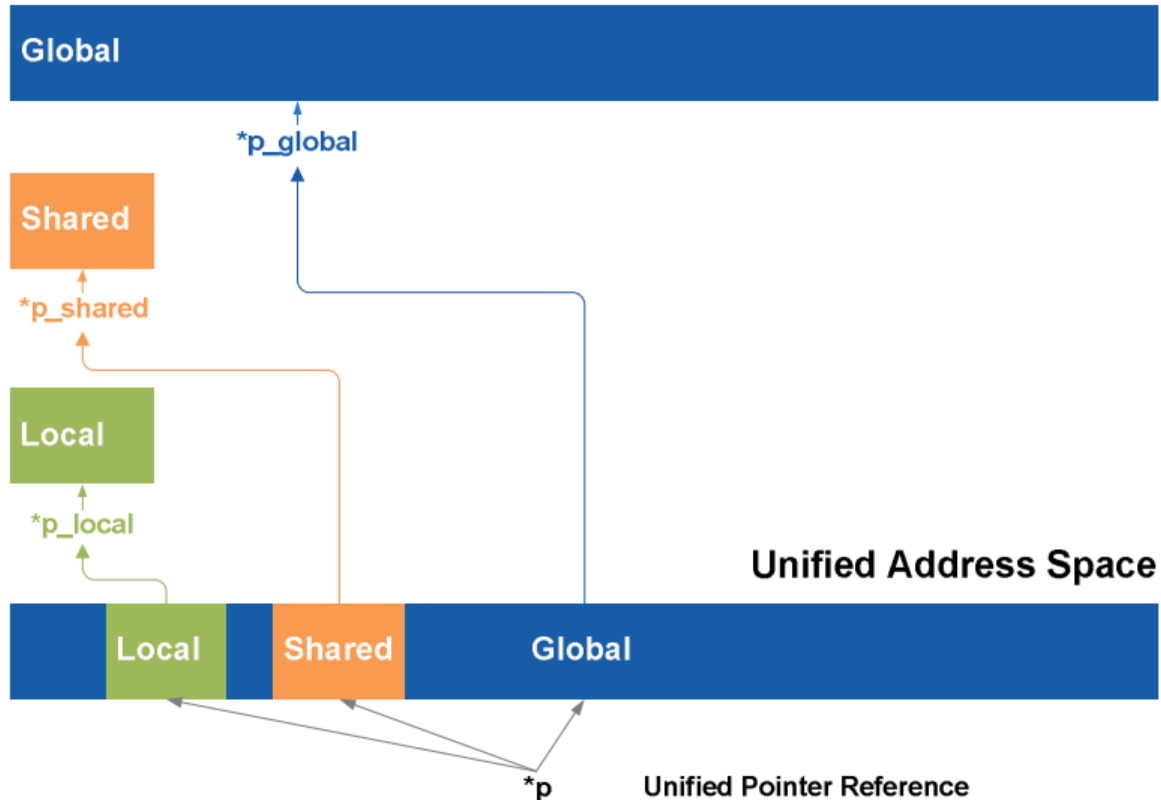 Global
*p_global
Shared
*p_shared
Local
*p_local
Unified Address Space
Local
Shared
Global
*p
Unified Pointer Reference